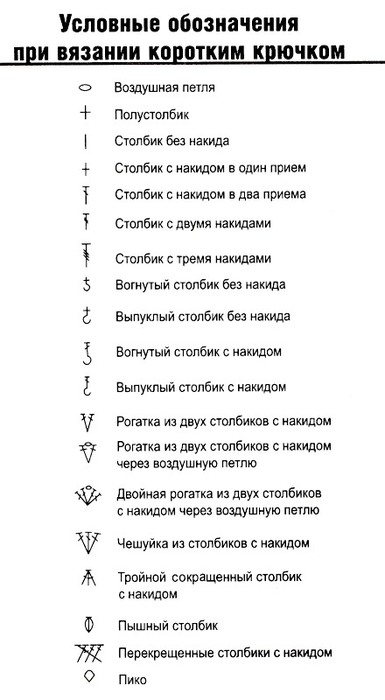 Условные обозначения
при вязании коротким крючком
Воздушная петля
Полустолбик
Столбик без накида
Столбик с накидом в один прием
Столбик с накидом в два приема
Столбик с двумя накидами
Столбик с тремя накидами
Вогнутый столбик без накида
Выпуклый столбик без накида
Вогнутый столбик с накидом
Выпуклый столбик с накидом
Рогатка из двух столбиков с накидом
Рогатка из двух столбиков с накидом
через воздушную петлю
Двойная рогатка из двух столбиков
с накидом через воздушную петлю
Чешуйка из столбиков с накидом
Тройной сокращенный столбик
с накидом
Пышный столбик
Перекрещенные столбики с накидом
Пико